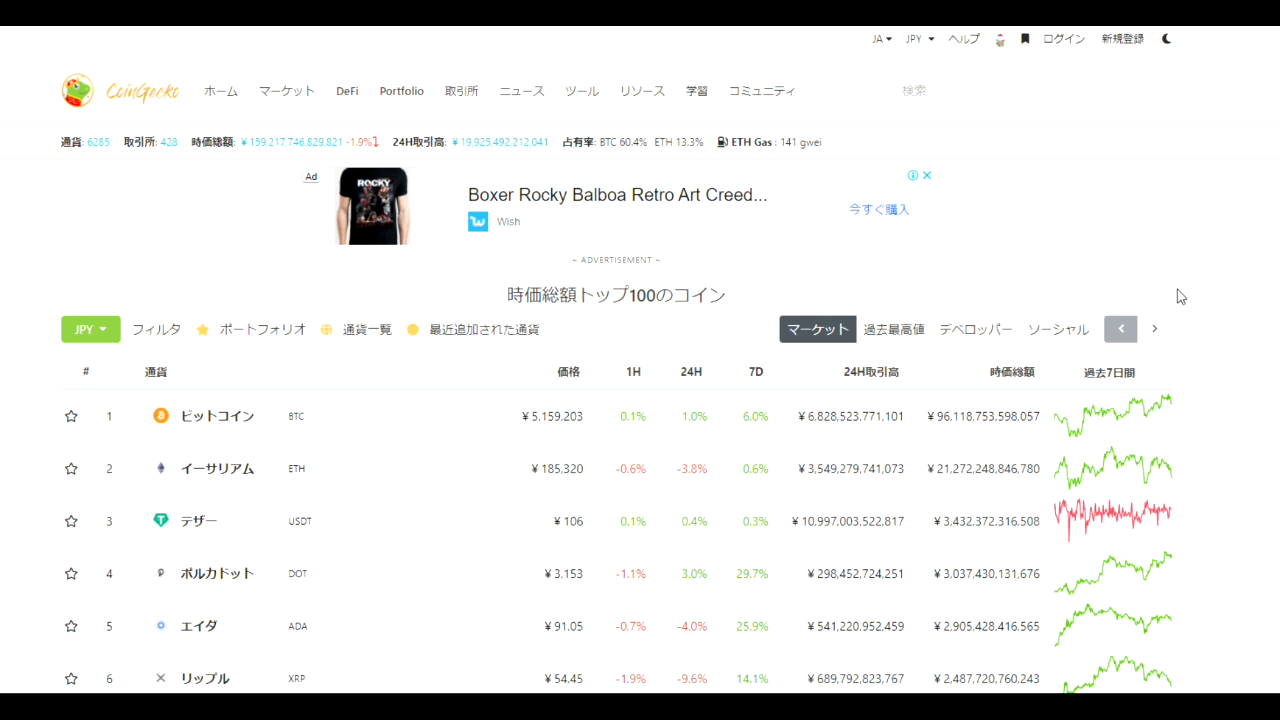 JA JPY ヘルプ ログイン 新規登録
CoinGecko ホーム マーケット DeFi Portfolio 取引所 ニュース ツール リソース 学習 コミュニティ 検索
通貨: 6285 取引所: 428 時価総額: ¥159,217,746,829,821 -1.9% 24H取引高: ¥19,925,492,212,041 占有率: BTC 60.4% ETH 13.3% ETH Gas : 141 gwei
Ad
ROCKY
Boxer Rocky Balboa Retro Art Creed...
Wish
今すぐ購入
~ ADVERTISEMENT ~
時価総額トップ100のコイン
JPY フィルタ ポートフォリオ 通貨一覧 最近追加された通貨 マーケット 過去最高値 デベロッパー ソーシャル
# 通貨 価格 1H 24H 7D 24H取引高 時価総額 過去7日間
1 ビットコイン BTC ¥5,159,203 0.1% 1.0% 6.0% ¥6,828,523,771,101 ¥96,118,753,598,057
2 イーサリアム ETH ¥185,320 -0.6% -3.8% 0.6% ¥3,549,279,741,073 ¥21,272,248,846,780
3 テザー USDT ¥106 0.1% 0.4% 0.3% ¥10,997,003,522,817 ¥3,432,372,316,508
4 ポルカドット DOT ¥3,153 -1.1% 3.0% 29.7% ¥298,452,724,251 ¥3,037,430,131,676
5 エイダ ADA ¥91.05 -0.7% -4.0% 25.9% ¥541,220,952,459 ¥2,905,428,416,565
6 リップル XRP ¥54.45 -1.9% -9.6% 14.1% ¥689,792,823,767 ¥2,487,720,760,243